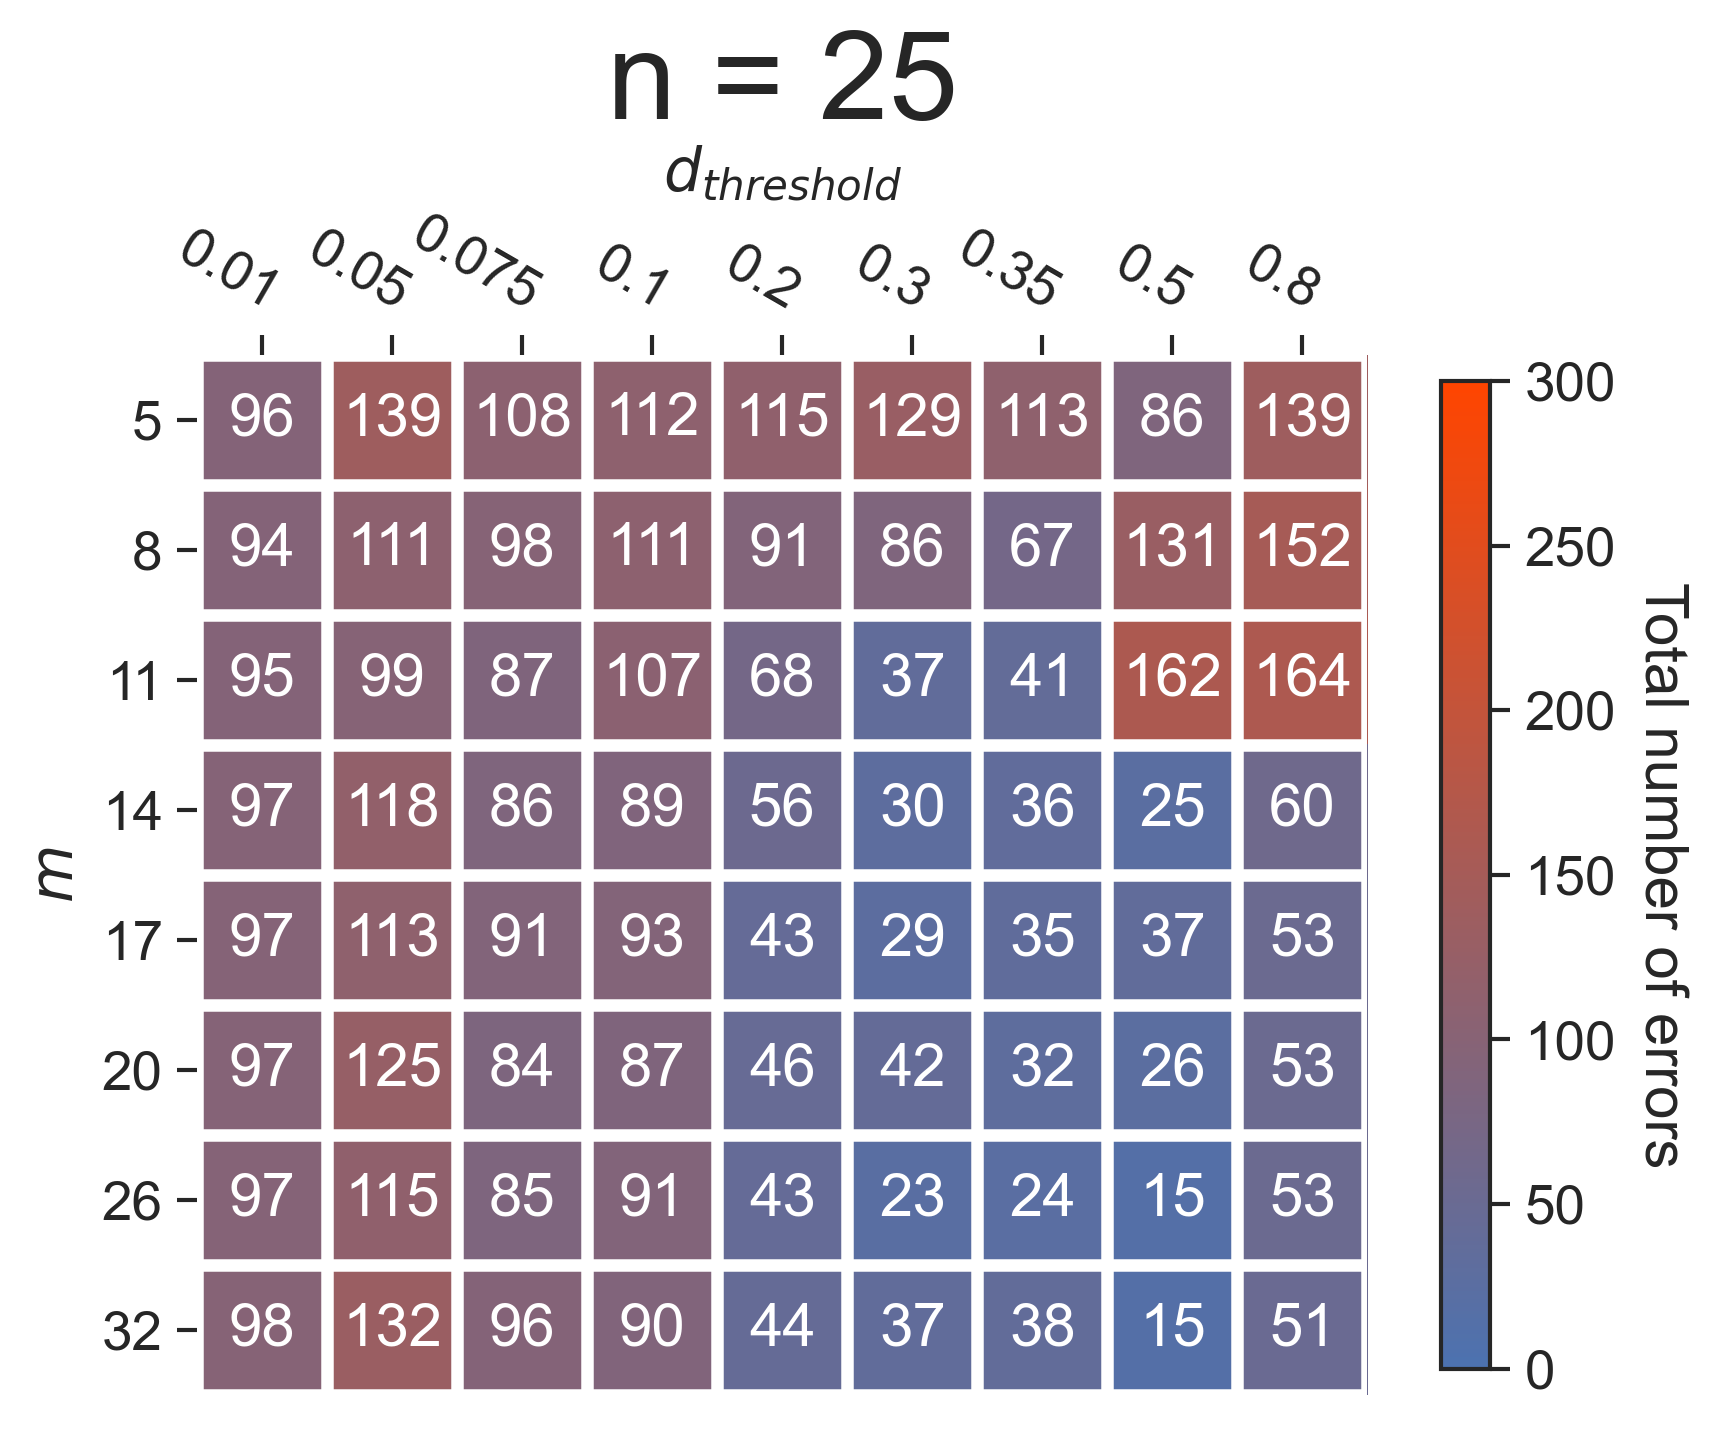 n = 25
d_threshold
0.01 0.05 0.075 0.1 0.2 0.3 0.35 0.5 0.8
5 96 139 108 112 115 129 113 86 139
8 94 111 98 111 91 86 67 131 152
11 95 99 87 107 68 37 41 162 164
14 97 118 86 89 56 30 36 25 60
17 97 113 91 93 43 29 35 37 53
20 97 125 84 87 46 42 32 26 53
26 97 115 85 91 43 23 24 15 53
32 98 132 96 90 44 37 38 15 51
m
300
250
200
150
100
50
0
Total number of errors